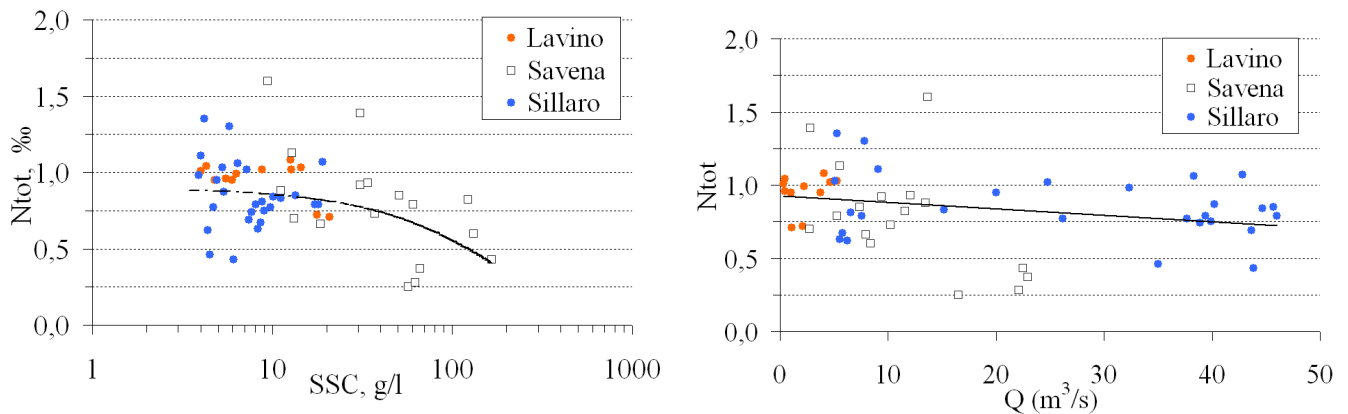 2,0
1,5
1,0
0,5
0,0
Ntot, ‰
Lavino
Savena
Sillaro
1 10 100 1000
SSC, g/l
2,0
1,5
1,0
0,5
0,0
Ntot
Lavino
Savena
Sillaro
0 10 20 30 40 50
Q (m³/s)